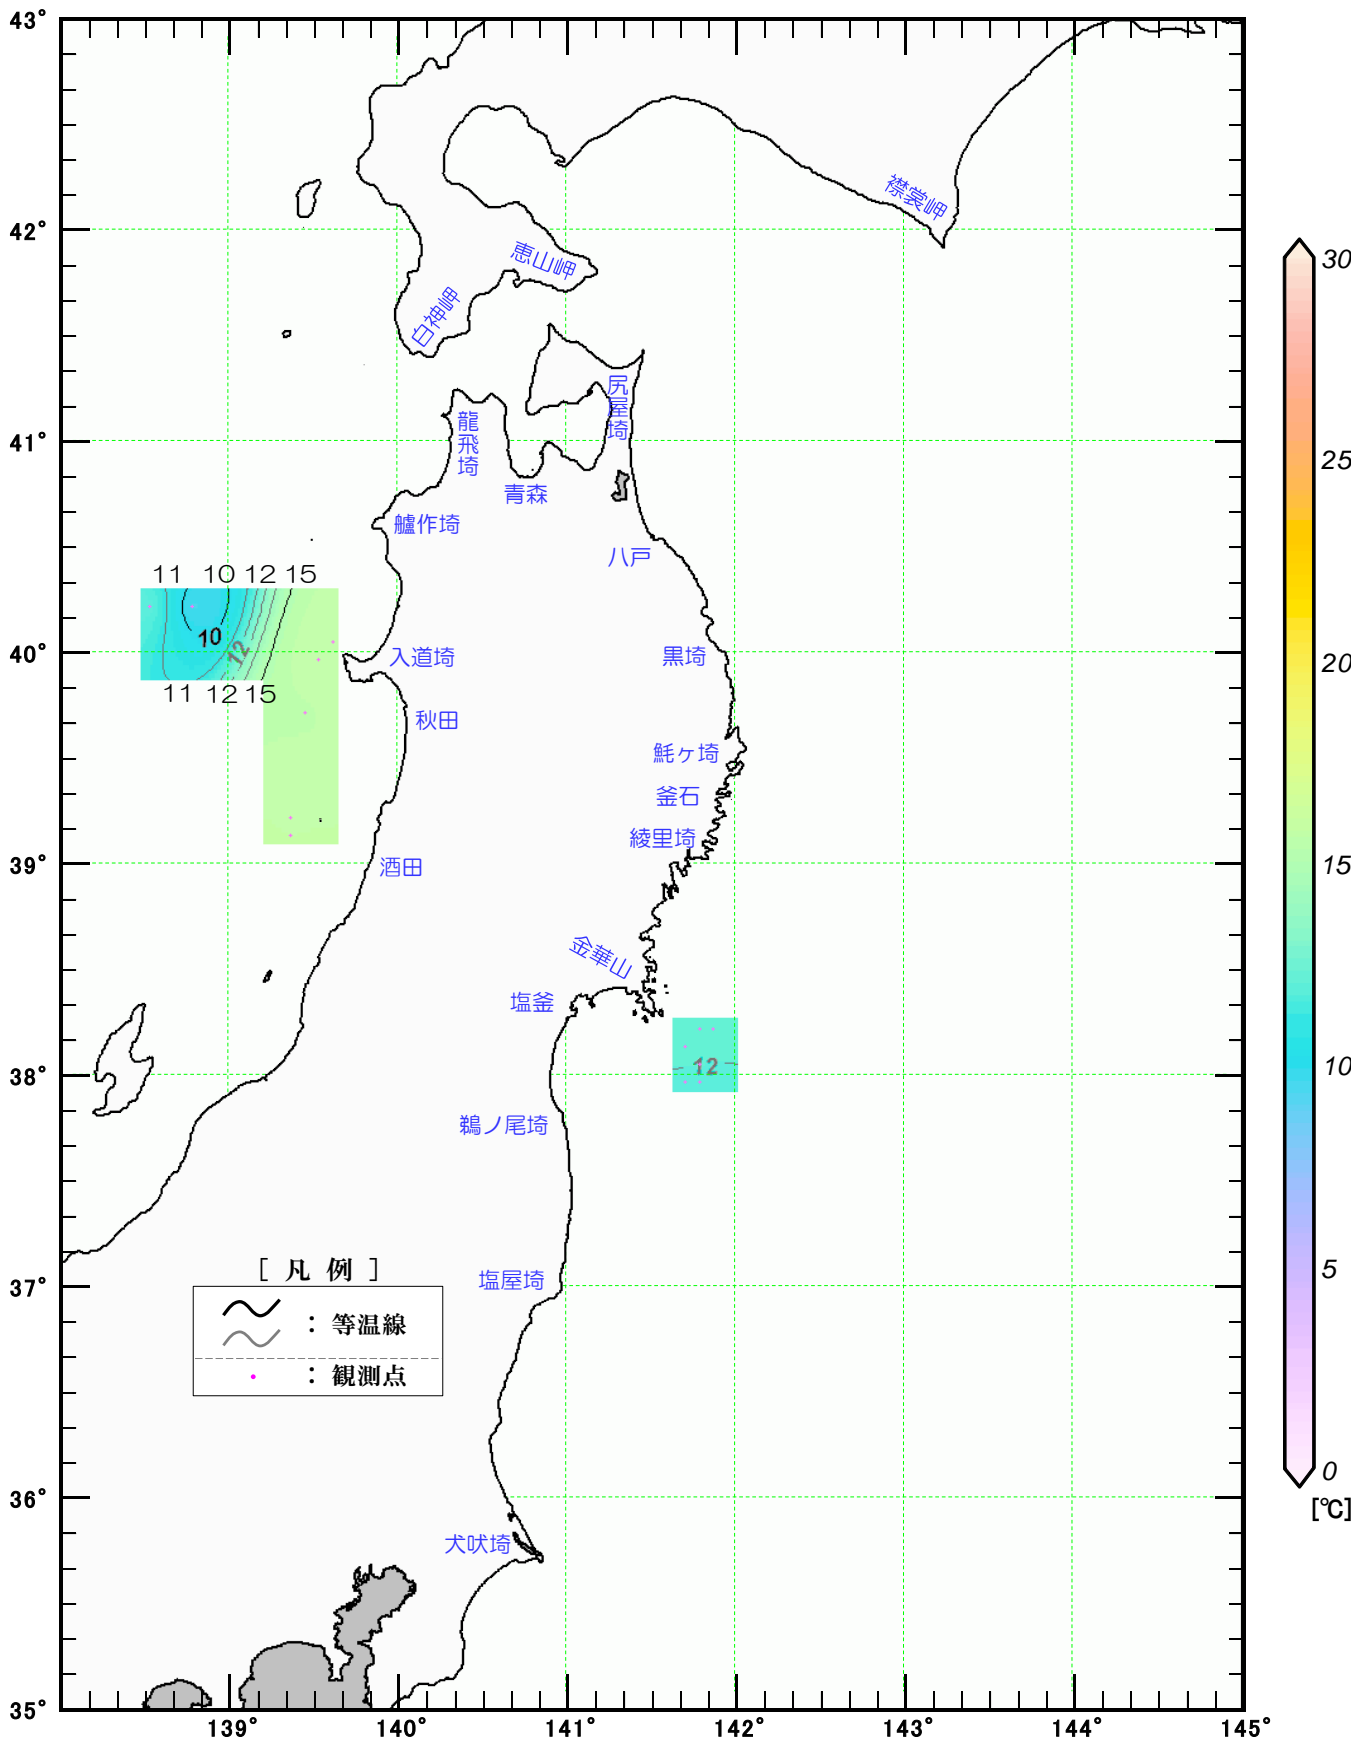 43°
42°
41°
40°
39°
38°
37°
36°
35°
139°
140°
141°
142°
143°
144°
145°
襟裳岬
恵山岬
白神岬
尻屋埼
龍飛埼
青森
艫作埼
八戸
11 10 12 15
10
12
11 12 15
入道埼
黒埼
秋田
魹ヶ埼
釜石
綾里埼
酒田
金華山
塩釜
12
鵜ノ尾埼
塩屋埼
[ 凡 例 ]
: 等温線
: 観測点
犬吠埼
30
25
20
15
10
5
0
[℃]